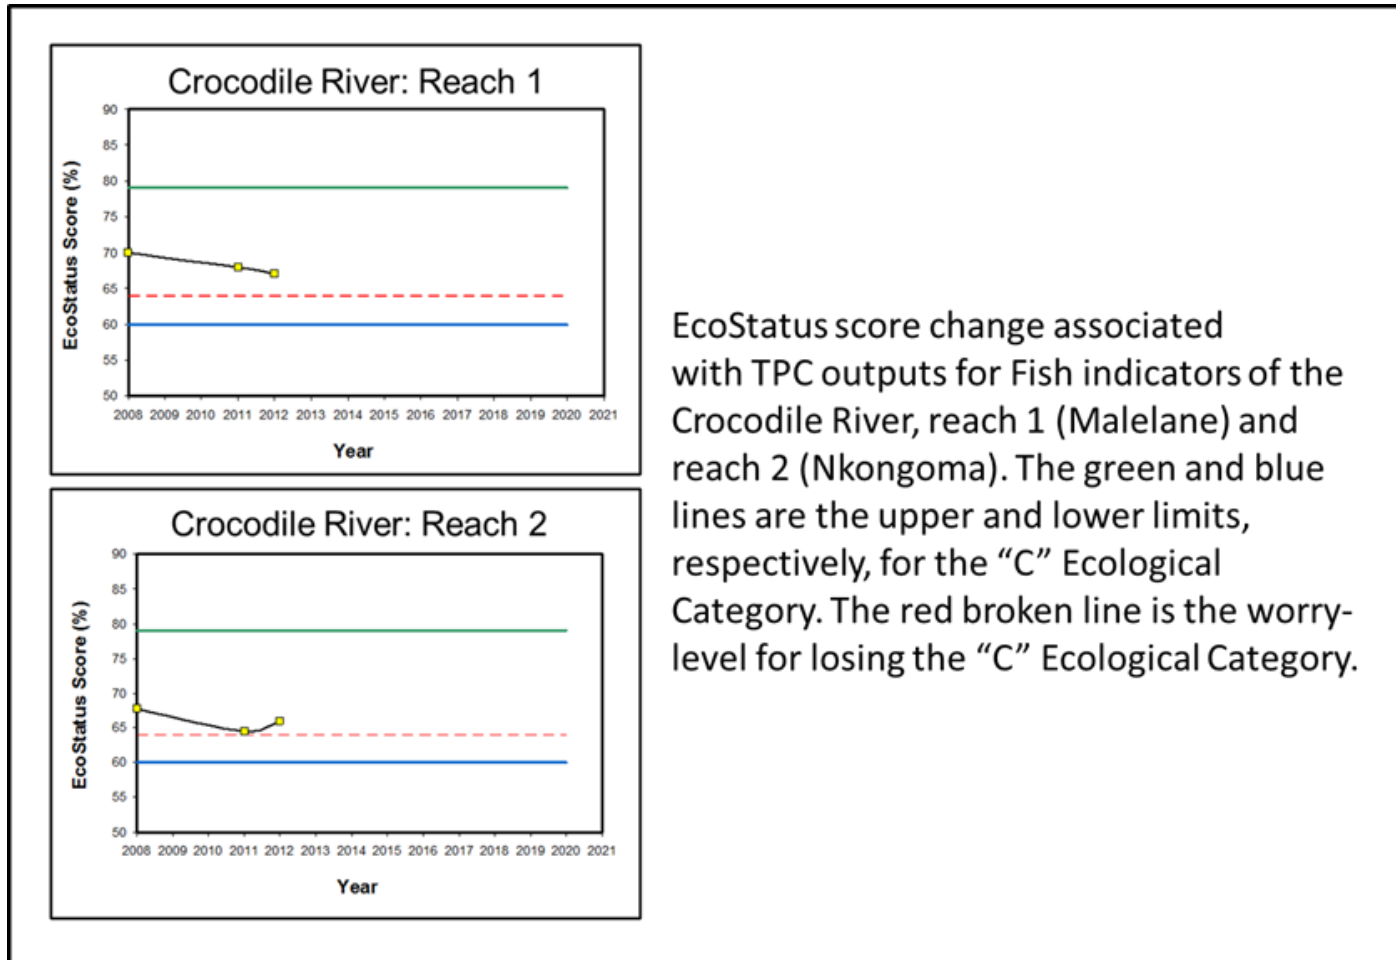 Crocodile River: Reach 1
90
85
80
75
70
65
60
55
50
EcoStatus Score (%)
2008 2009 2010 2011 2012 2013 2014 2015 2016 2017 2018 2019 2020 2021
Year
Crocodile River: Reach 2
90
85
80
75
70
65
60
55
50
EcoStatus Score (%)
2008 2009 2010 2011 2012 2013 2014 2015 2016 2017 2018 2019 2020 2021
Year
EcoStatus score change associated
with TPC outputs for Fish indicators of the
Crocodile River, reach 1 (Malelane) and
reach 2 (Nkongoma). The green and blue
lines are the upper and lower limits,
respectively, for the “C” Ecological
Category. The red broken line is the worry-
level for losing the “C” Ecological Category.